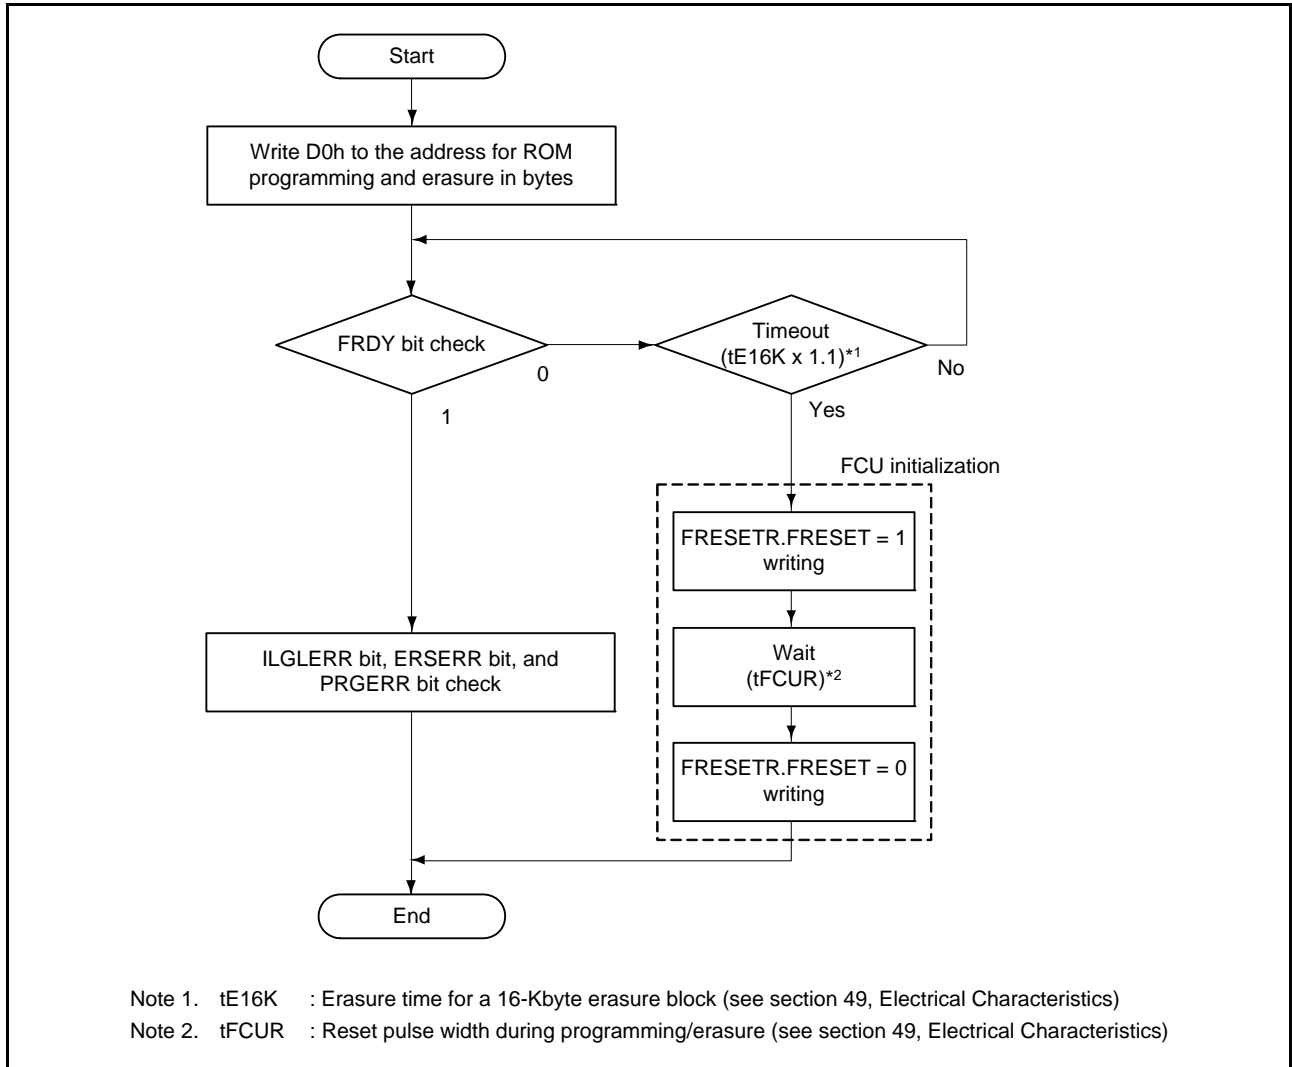 Start
Write D0h to the address for ROM
programming and erasure in bytes
FRDY bit check
0
1
Timeout
(tE16K x 1.1)*1
No
Yes
FCU initialization
FRESETR.FRESET = 1
writing
Wait
(tFCUR)*2
FRESETR.FRESET = 0
writing
ILGLERR bit, ERSERR bit, and
PRGERR bit check
End
Note 1. tE16K : Erasure time for a 16-Kbyte erasure block (see section 49, Electrical Characteristics)
Note 2. tFCUR : Reset pulse width during programming/erasure (see section 49, Electrical Characteristics)